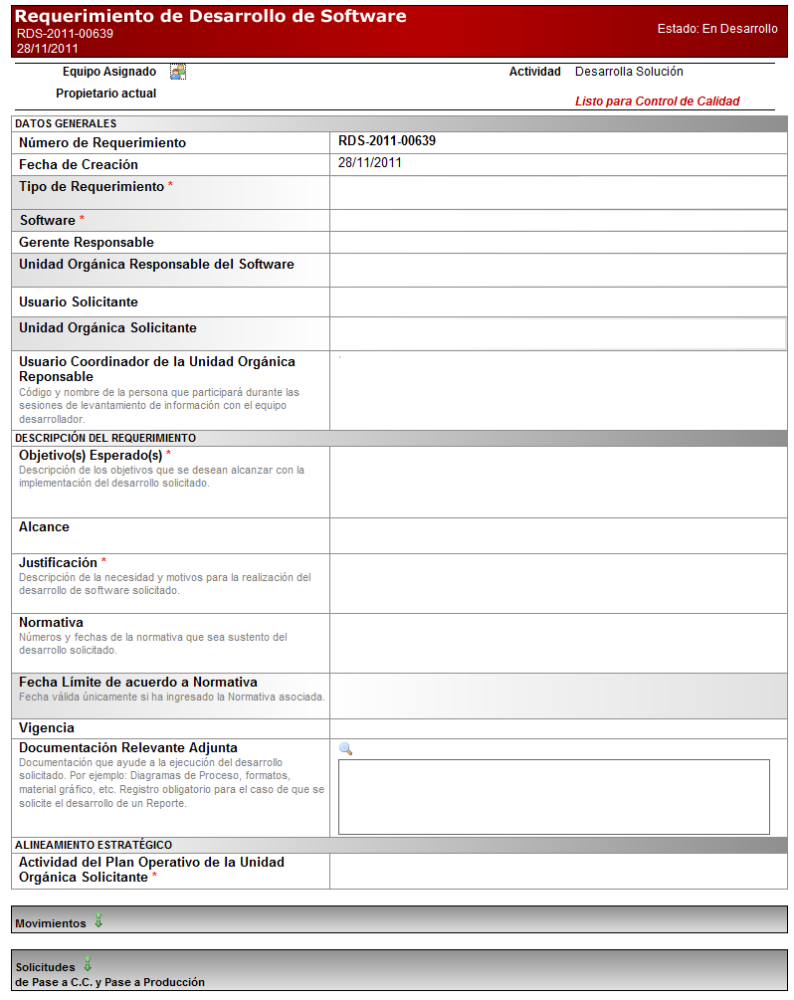 Requerimiento de Desarrollo de Software
RDS-2011-00639
28/11/2011
Estado: En Desarrollo
Equipo Asignado
Actividad Desarrolla Solución
Propietario actual
Listo para Control de Calidad
DATOS GENERALES
Número de Requerimiento RDS-2011-00639
Fecha de Creación 28/11/2011
Tipo de Requerimiento *
Software *
Gerente Responsable
Unidad Orgánica Responsable del Software
Usuario Solicitante
Unidad Orgánica Solicitante
Usuario Coordinador de la Unidad Orgánica
Reponsable
Código y nombre de la persona que participará durante las
sesiones de levantamiento de información con el equipo
desarrollador.
DESCRIPCIÓN DEL REQUERIMIENTO
Objetivo(s) Esperado(s) *
Descripción de los objetivos que se desean alcanzar con la
implementación del desarrollo solicitado.
Alcance
Justificación *
Descripción de la necesidad y motivos para la realización del
desarrollo de software solicitado.
Normativa
Números y fechas de la normativa que sea sustento del
desarrollo solicitado.
Fecha Límite de acuerdo a Normativa
Fecha válida únicamente si ha ingresado la Normativa asociada.
Vigencia
Documentación Relevante Adjunta
Documentación que ayude a la ejecución del desarrollo
solicitado. Por ejemplo: Diagramas de Proceso, formatos,
material gráfico, etc. Registro obligatorio para el caso de que se
solicite el desarrollo de un Reporte.
ALINEAMIENTO ESTRATÉGICO
Actividad del Plan Operativo de la Unidad
Orgánica Solicitante *
Movimientos
Solicitudes
de Pase a C.C. y Pase a Producción